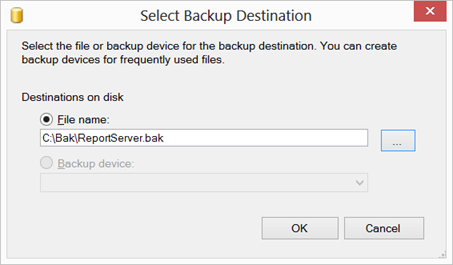 Select Backup Destination
Select the file or backup device for the backup destination. You can create
backup devices for frequently used files.
Destinations on disk
File name:
C:\Bak\ReportServer.bak
...
Backup device:
OK
Cancel